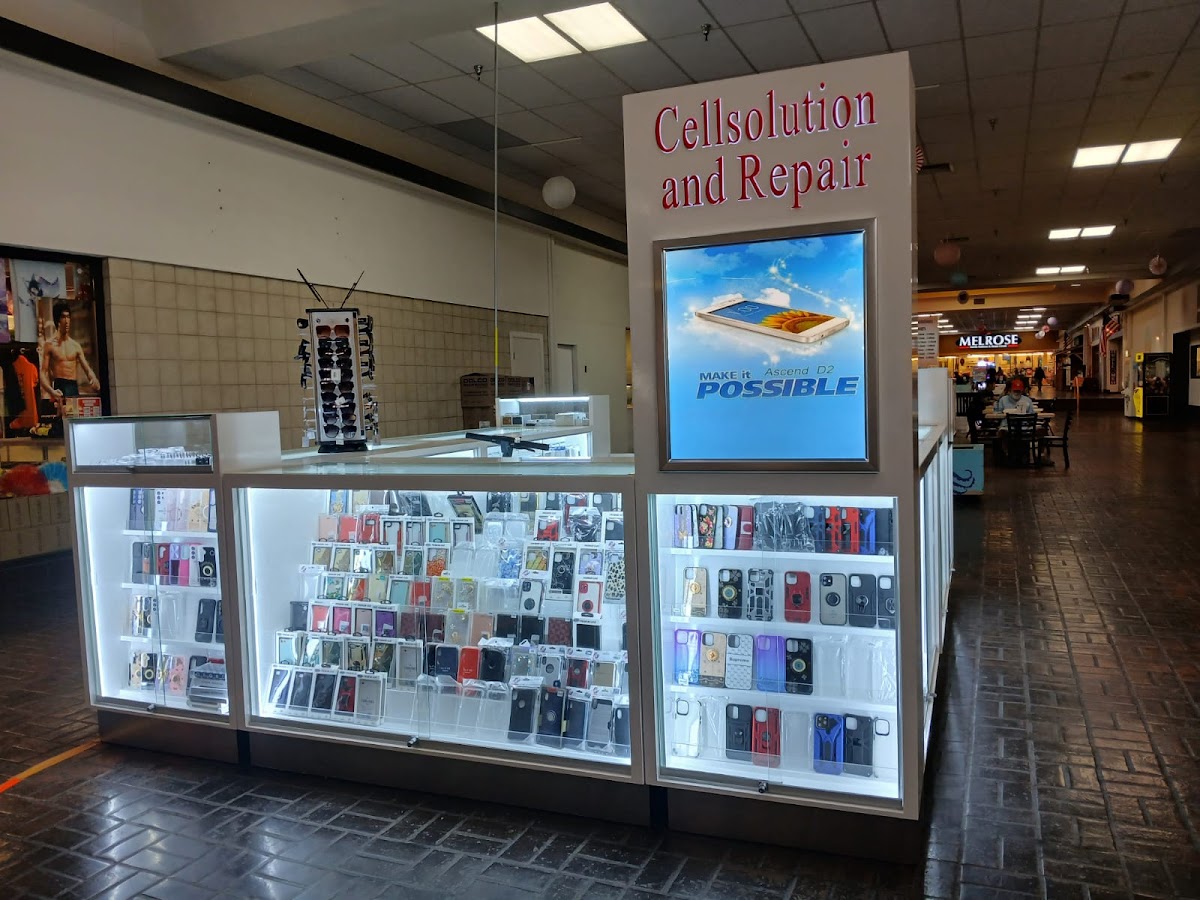 Cellsolution
and Repair
MAKE it Ascend D2
POSSIBLE
MELROSE